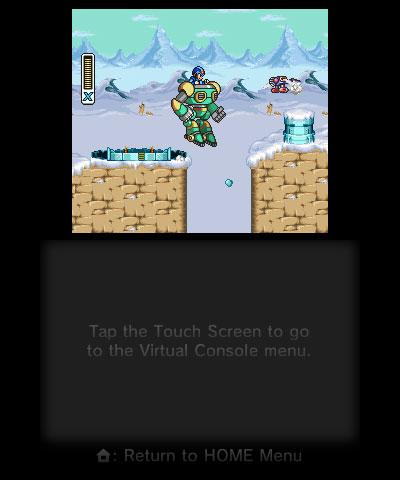 X
Tap the Touch Screen to go
to the Virtual Console menu.
: Return to HOME Menu